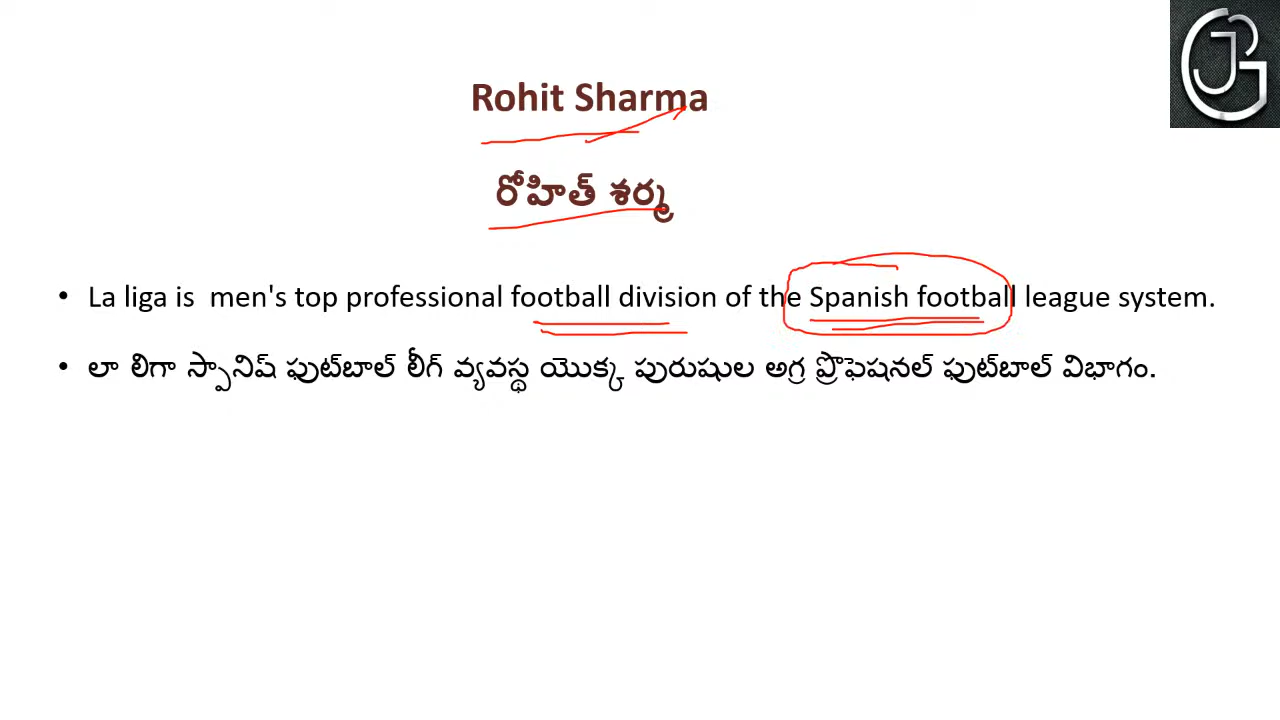 Rohit Sharma
రోహిత్ శర్మ
• La liga is  men's top professional football division of the Spanish football league system.
• లా లిగా స్పానిష్ ఫుట్‌బాల్ లీగ్ వ్యవస్థ యొక్క పురుషుల అగ్ర ప్రొఫెషనల్ ఫుట్‌బాల్ విభాగం.